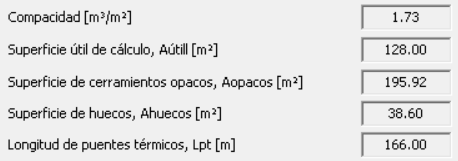 Compacidad [m³/m²] 1.73
Superficie útil de cálculo, Aútill [m²] 128.00
Superficie de cerramientos opacos, Aopacos [m²] 195.92
Superficie de huecos, Ahuecos [m²] 38.60
Longitud de puentes térmicos, Lpt [m] 166.00